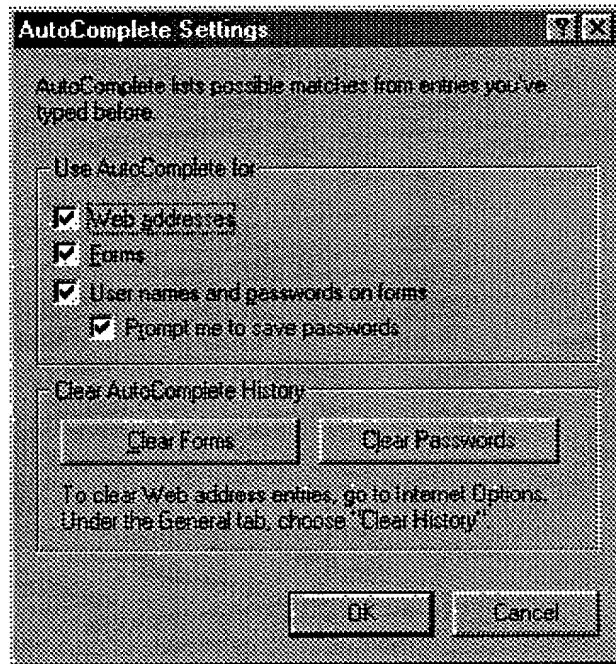 AutoComplete Settings
AutoComplete lists possible matches from entries you've
typed before.
Use AutoComplete for
Web addresses
Forms
User names and passwords on forms
Prompt me to save passwords
Clear AutoComplete History
Clear Forms Clear Passwords
To clear Web address entries, go to Internet Options.
Under the General tab, choose "Clear History".
OK Cancel